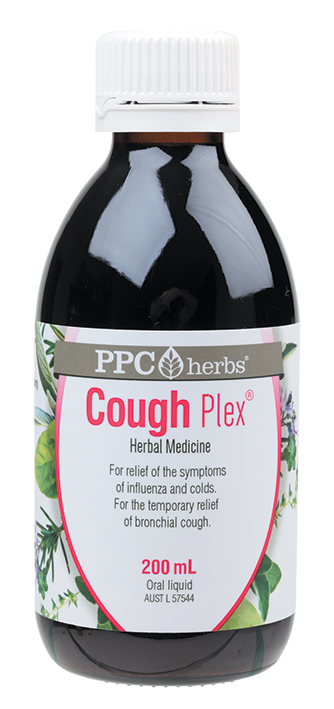 PPC herbs®
Cough Plex®
Herbal Medicine
For relief of the symptoms
of influenza and colds.
For the temporary relief
of bronchial cough.
200 mL
Oral liquid
AUST L 57544